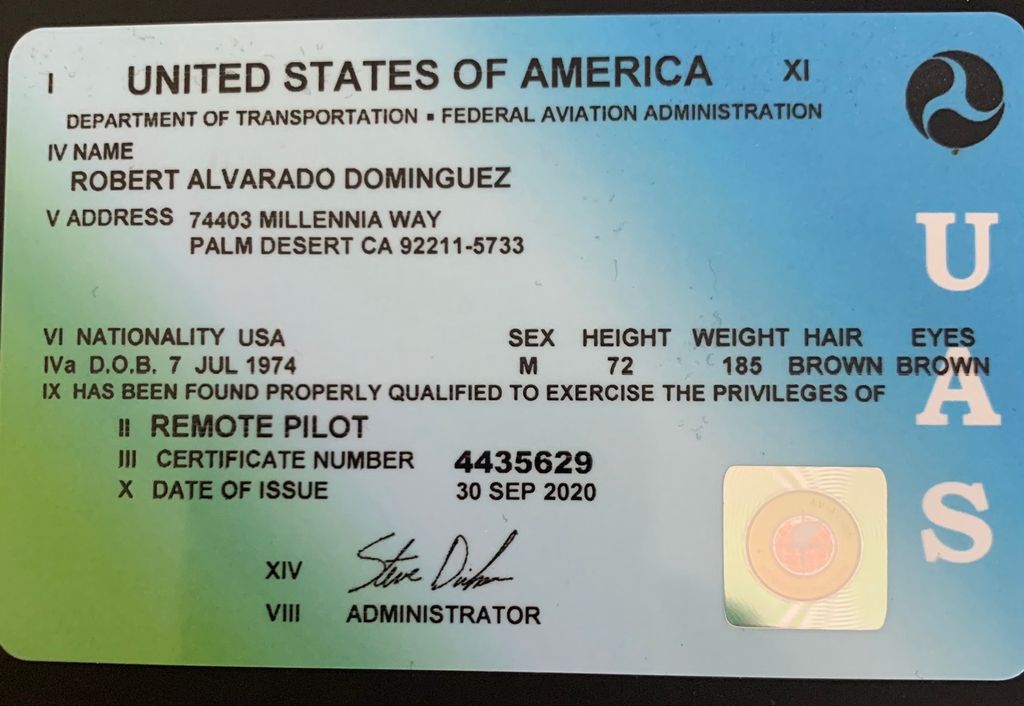 I UNITED STATES OF AMERICA XI
DEPARTMENT OF TRANSPORTATION ▪ FEDERAL AVIATION ADMINISTRATION
IV NAME
ROBERT ALVARADO DOMINGUEZ
V ADDRESS 74403 MILLENNIA WAY
PALM DESERT CA 92211-5733
VI NATIONALITY USA SEX HEIGHT WEIGHT HAIR EYES
IVa D.O.B. 7 JUL 1974 M 72 185 BROWN BROWN
IX HAS BEEN FOUND PROPERLY QUALIFIED TO EXERCISE THE PRIVILEGES OF
II REMOTE PILOT
III CERTIFICATE NUMBER 4435629
X DATE OF ISSUE 30 SEP 2020
XIV Steve
VIII ADMINISTRATOR
UAS